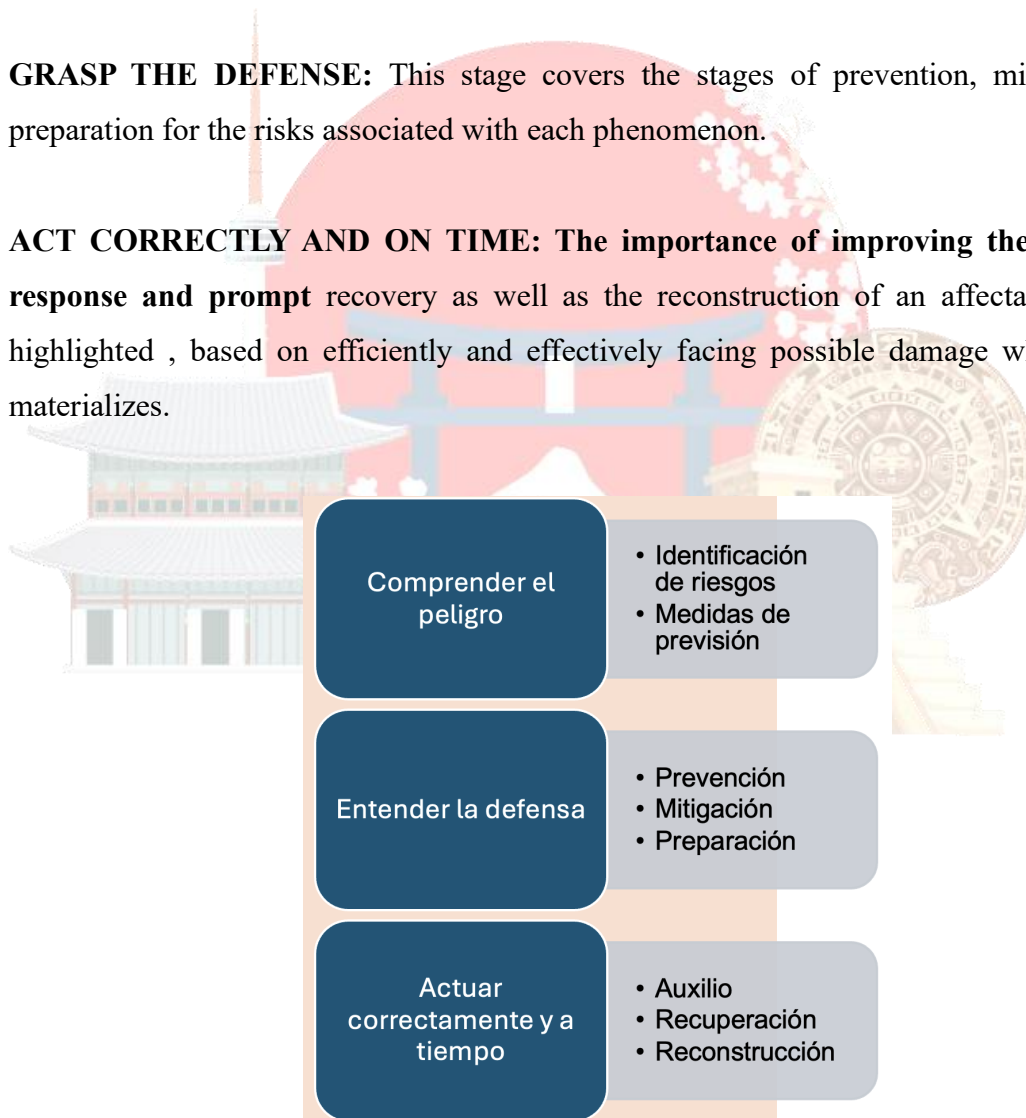 GRASP THE DEFENSE: This stage covers the stages of prevention, mi
preparation for the risks associated with each phenomenon.
ACT CORRECTLY AND ON TIME: The importance of improving the
response and prompt recovery as well as the reconstruction of an affecta
highlighted , based on efficiently and effectively facing possible damage w
materializes.
Comprender el
peligro
• Identificación
de riesgos
• Medidas de
previsión
Entender la defensa
• Prevención
• Mitigación
• Preparación
Actuar
correctamente y a
tiempo
• Auxilio
• Recuperación
• Reconstrucción